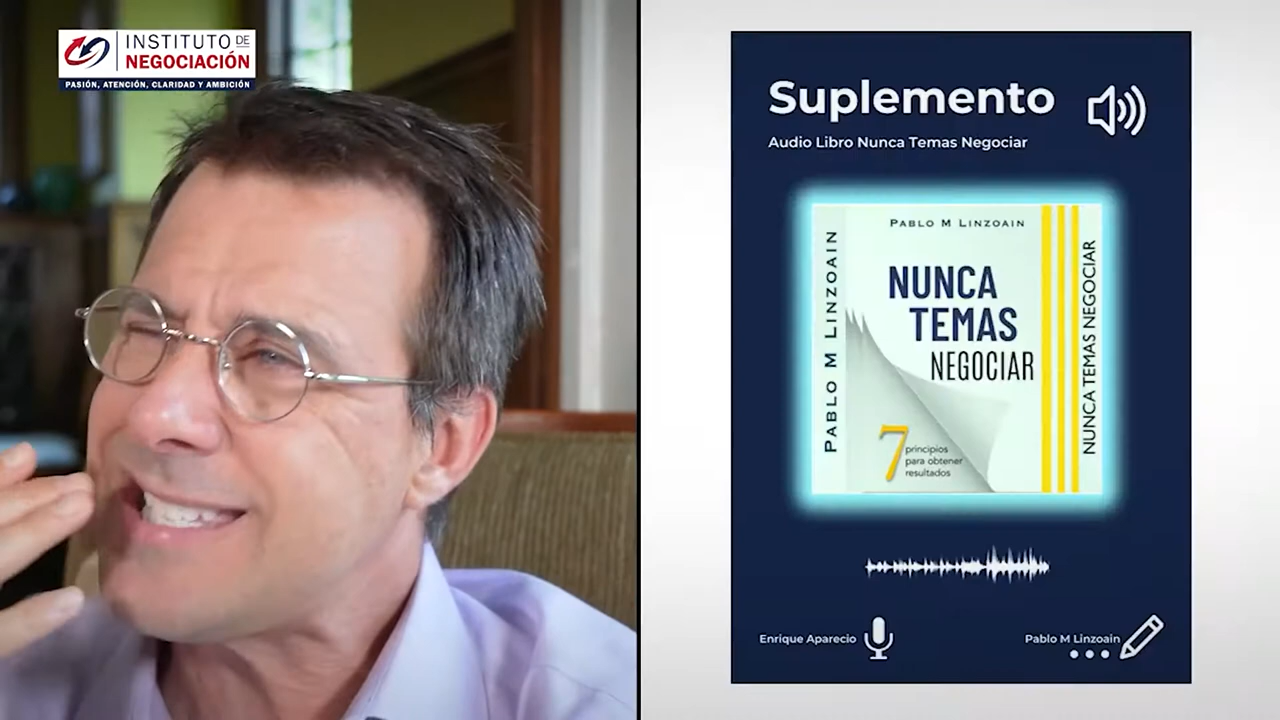 INSTITUTO DE
NEGOCIACIÓN
PASIÓN, ATENCIÓN, CLARIDAD Y AMBICIÓN
Suplemento
Audio Libro Nunca Temas Negociar
PABLO M LINZOAIN
PABLO M LINZOAIN
NUNCA
TEMAS
NEGOCIAR
7 principios
para obtener
resultados
NUNCA TEMAS NEGOCIAR
Enrique Aparecio
Pablo M Linzoain